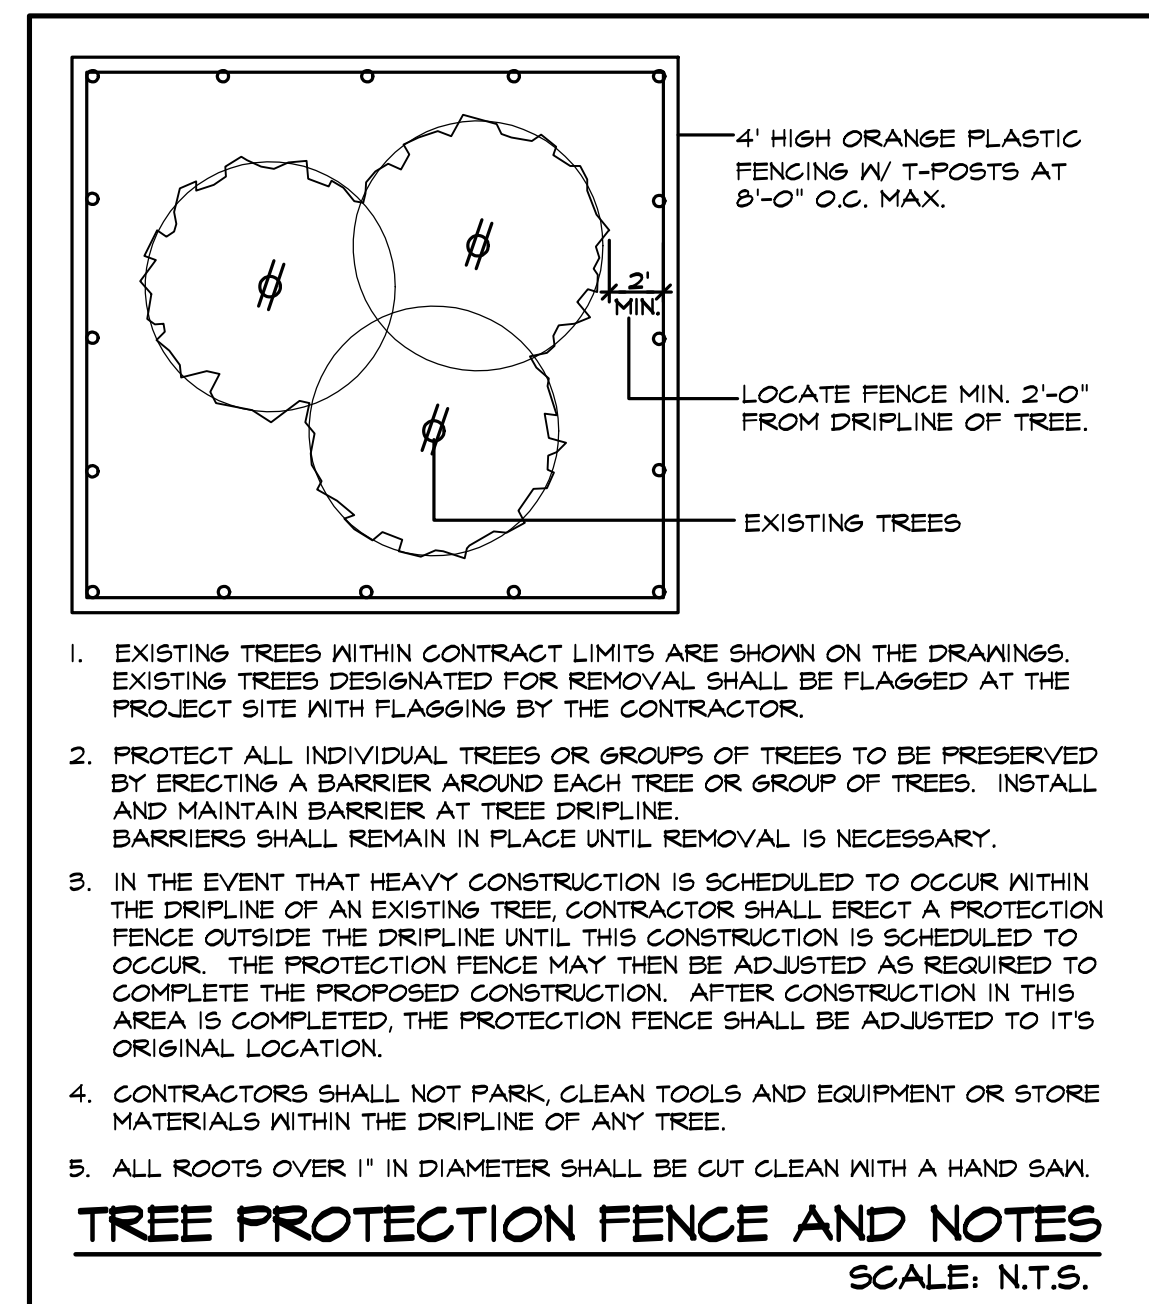 4' HIGH ORANGE PLASTIC
FENCING W/ T-POSTS AT
8'-0" O.C. MAX.
2'
MIN.
LOCATE FENCE MIN. 2'-0"
FROM DRIPLINE OF TREE.
EXISTING TREES
1. EXISTING TREES WITHIN CONTRACT LIMITS ARE SHOWN ON THE DRAWINGS.
EXISTING TREES DESIGNATED FOR REMOVAL SHALL BE FLAGGED AT THE
PROJECT SITE WITH FLAGGING BY THE CONTRACTOR.
2. PROTECT ALL INDIVIDUAL TREES OR GROUPS OF TREES TO BE PRESERVED
BY ERECTING A BARRIER AROUND EACH TREE OR GROUP OF TREES. INSTALL
AND MAINTAIN BARRIER AT TREE DRIPLINE.
BARRIERS SHALL REMAIN IN PLACE UNTIL REMOVAL IS NECESSARY.
3. IN THE EVENT THAT HEAVY CONSTRUCTION IS SCHEDULED TO OCCUR WITHIN
THE DRIPLINE OF AN EXISTING TREE, CONTRACTOR SHALL ERECT A PROTECTION
FENCE OUTSIDE THE DRIPLINE UNTIL THIS CONSTRUCTION IS SCHEDULED TO
OCCUR. THE PROTECTION FENCE MAY THEN BE ADJUSTED AS REQUIRED TO
COMPLETE THE PROPOSED CONSTRUCTION. AFTER CONSTRUCTION IN THIS
AREA IS COMPLETED, THE PROTECTION FENCE SHALL BE ADJUSTED TO IT'S
ORIGINAL LOCATION.
4. CONTRACTORS SHALL NOT PARK, CLEAN TOOLS AND EQUIPMENT OR STORE
MATERIALS WITHIN THE DRIPLINE OF ANY TREE.
5. ALL ROOTS OVER 1" IN DIAMETER SHALL BE CUT CLEAN WITH A HAND SAW.
TREE PROTECTION FENCE AND NOTES
SCALE: N.T.S.